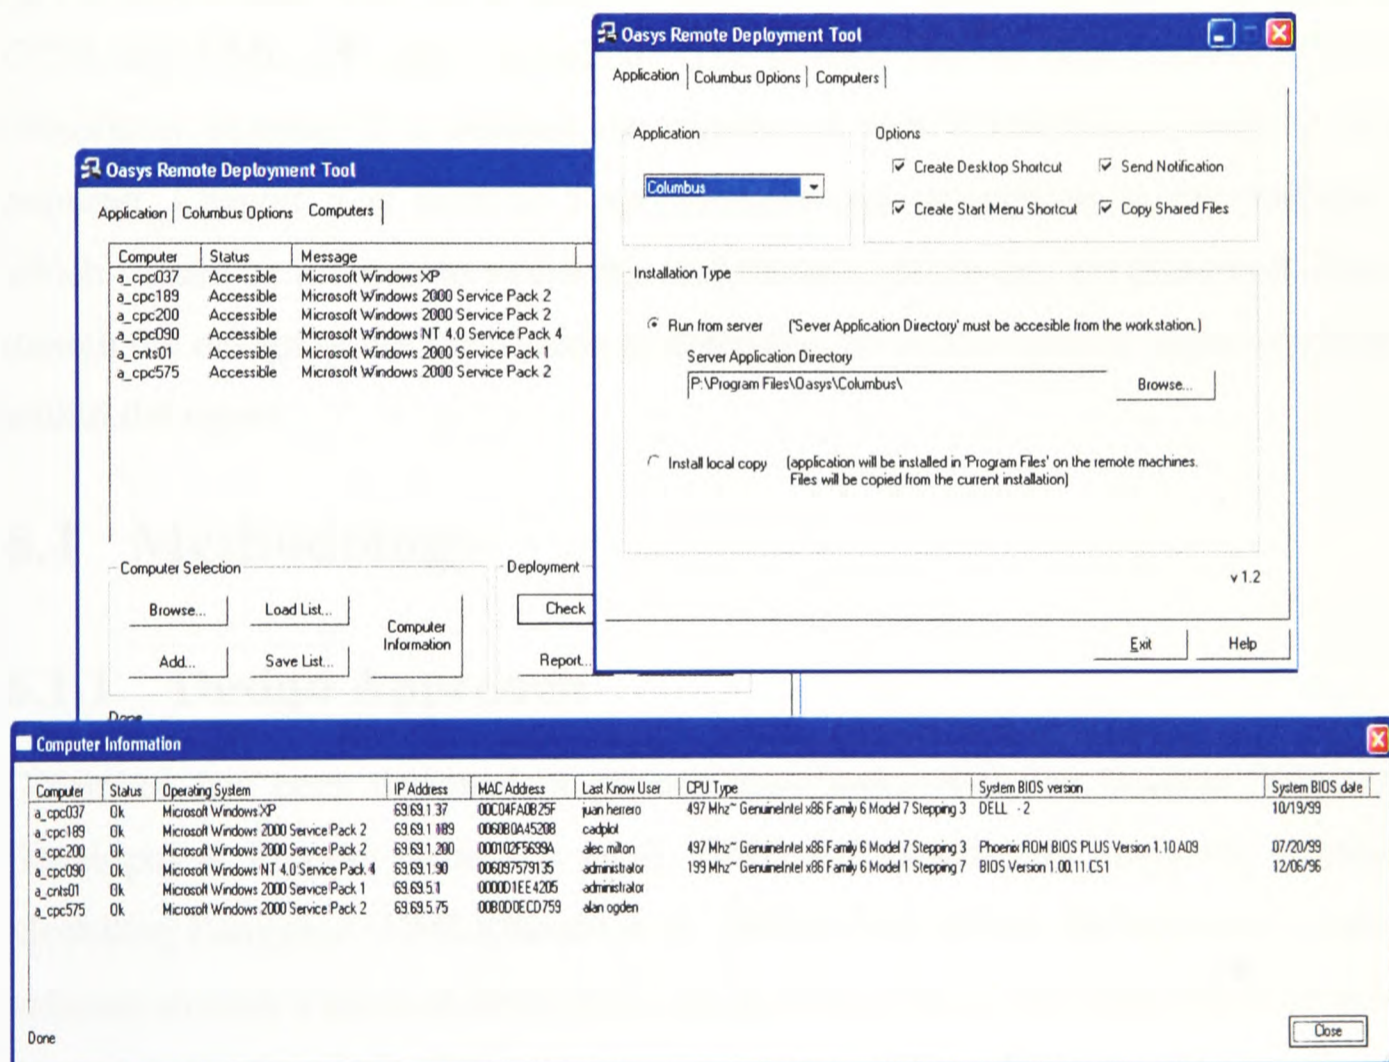 Oasys Remote Deployment Tool
Application Columbus Options Computers
Application
Columbus
Options
Create Desktop Shortcut Send Notification
Create Start Menu Shortcut Copy Shared Files
Installation Type
Run from server ('Sever Application Directory' must be accesible from the workstation.)
Server Application Directory
P:\Program Files\Oasys\Columbus\ Browse...
Install local copy (application will be installed in 'Program Files' on the remote machines.
Files will be copied from the current installation)
v 1.2
Exit Help
Oasys Remote Deployment Tool
Application Columbus Options Computers
Computer Status Message
a_cpc037 Accessible Microsoft Windows XP
a_cpc189 Accessible Microsoft Windows 2000 Service Pack 2
a_cpc200 Accessible Microsoft Windows 2000 Service Pack 2
a_cpc090 Accessible Microsoft Windows NT 4.0 Service Pack 4
a_cnts01 Accessible Microsoft Windows 2000 Service Pack 1
a_cpc575 Accessible Microsoft Windows 2000 Service Pack 2
Computer Selection
Browse... Load List...
Computer
Information
Add... Save List...
Deployment
Check
Report...
Done
Computer Information
Computer Status Operating System IP Address MAC Address Last Know User CPU Type System BIOS version System BIOS date
a_cpc037 Ok Microsoft Windows XP 69.69.1.37 00C04FA0B25F juan herrero 497 Mhz~ GenuineIntel x86 Family 6 Model 7 Stepping 3 DELL - 2 10/19/99
a_cpc189 Ok Microsoft Windows 2000 Service Pack 2 69.69.1.189 0060B0A45208 cadplot
a_cpc200 Ok Microsoft Windows 2000 Service Pack 2 69.69.1.200 000102F5699A alec milton 497 Mhz~ GenuineIntel x86 Family 6 Model 7 Stepping 3 Phoenix ROM BIOS PLUS Version 1.10 A09 07/20/99
a_cpc090 Ok Microsoft Windows NT 4.0 Service Pack 4 69.69.1.90 006097579135 administrator 199 Mhz~ GenuineIntel x86 Family 6 Model 1 Stepping 7 BIOS Version 1.00.11.CS1 12/06/96
a_cnts01 Ok Microsoft Windows 2000 Service Pack 1 69.69.5.1 0000D1EE4205 administrator
a_cpc575 Ok Microsoft Windows 2000 Service Pack 2 69.69.5.75 0080D0ECD759 alan ogden
Done
Close